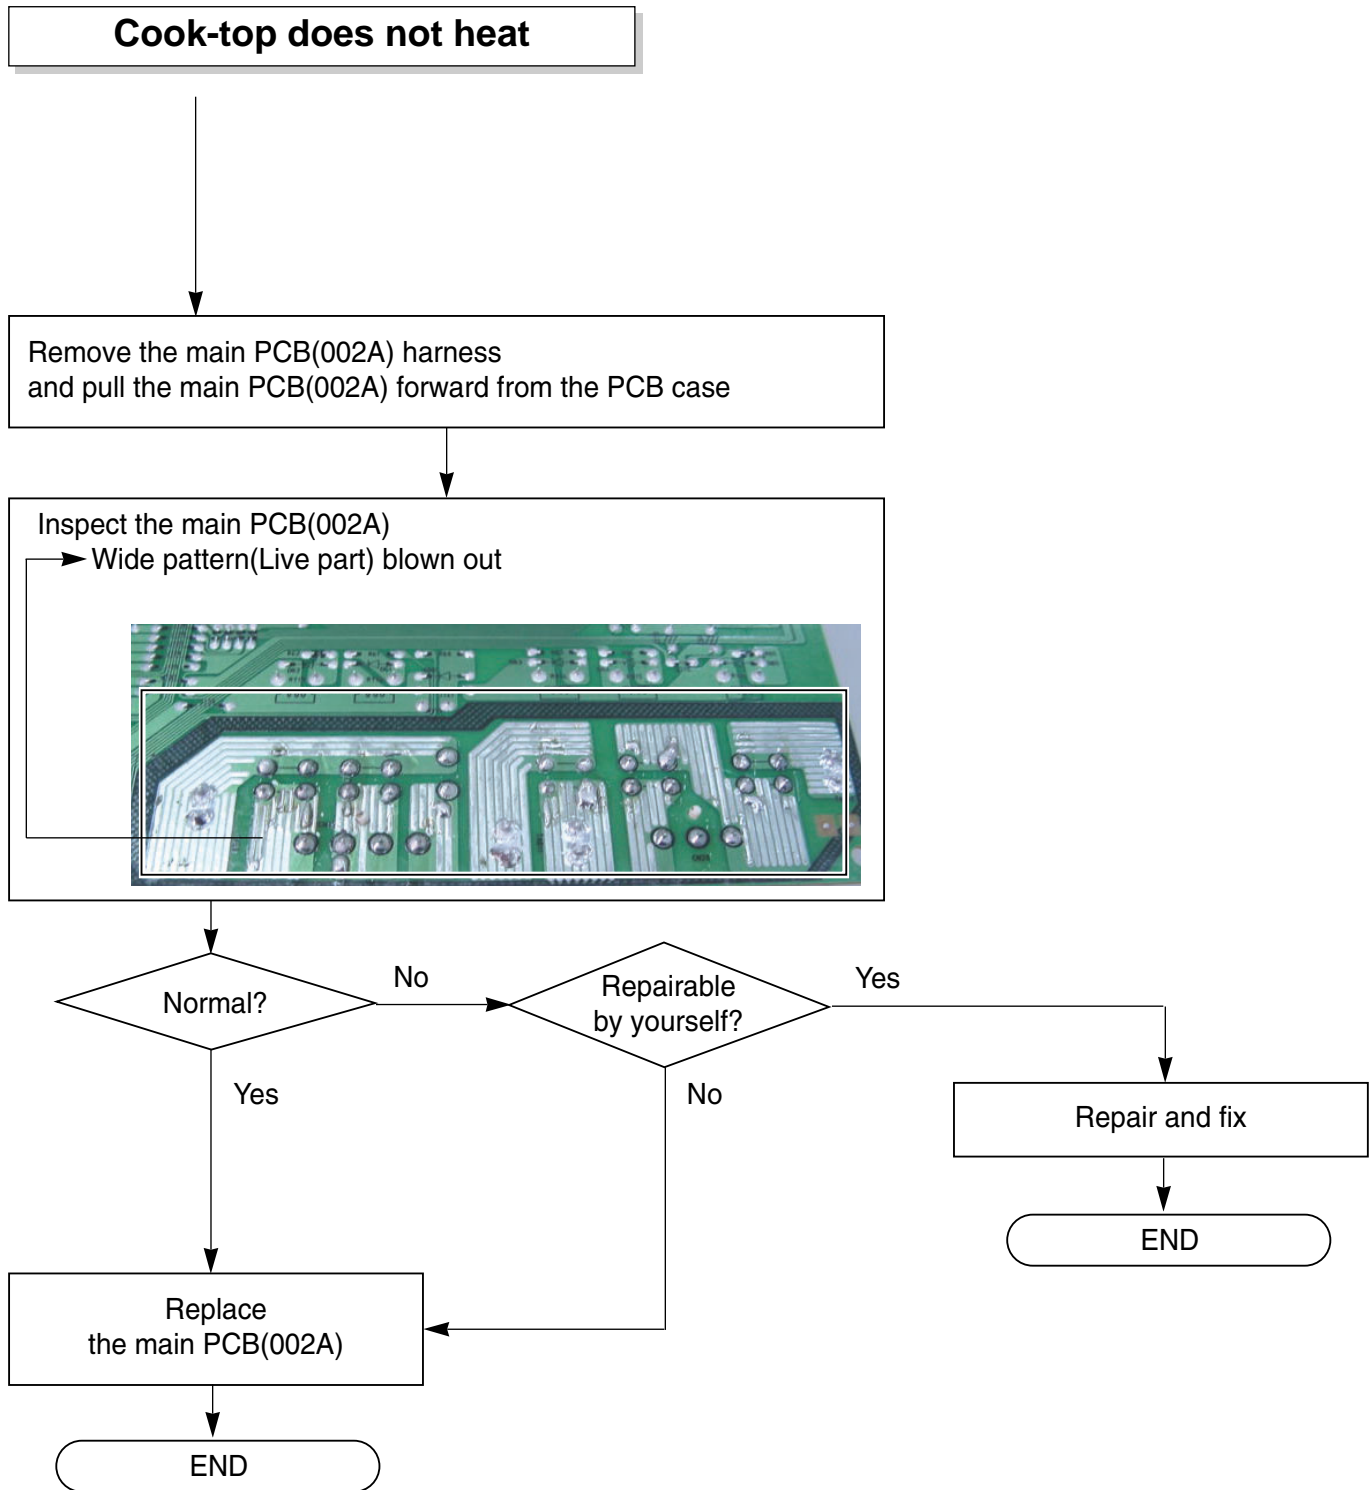 Cook-top does not heat
Remove the main PCB(002A) harness
and pull the main PCB(002A) forward from the PCB case
Inspect the main PCB(002A)
Wide pattern(Live part) blown out
Normal?
No
Repairable
by yourself?
Yes
Yes
No
Repair and fix
END
Replace
the main PCB(002A)
END